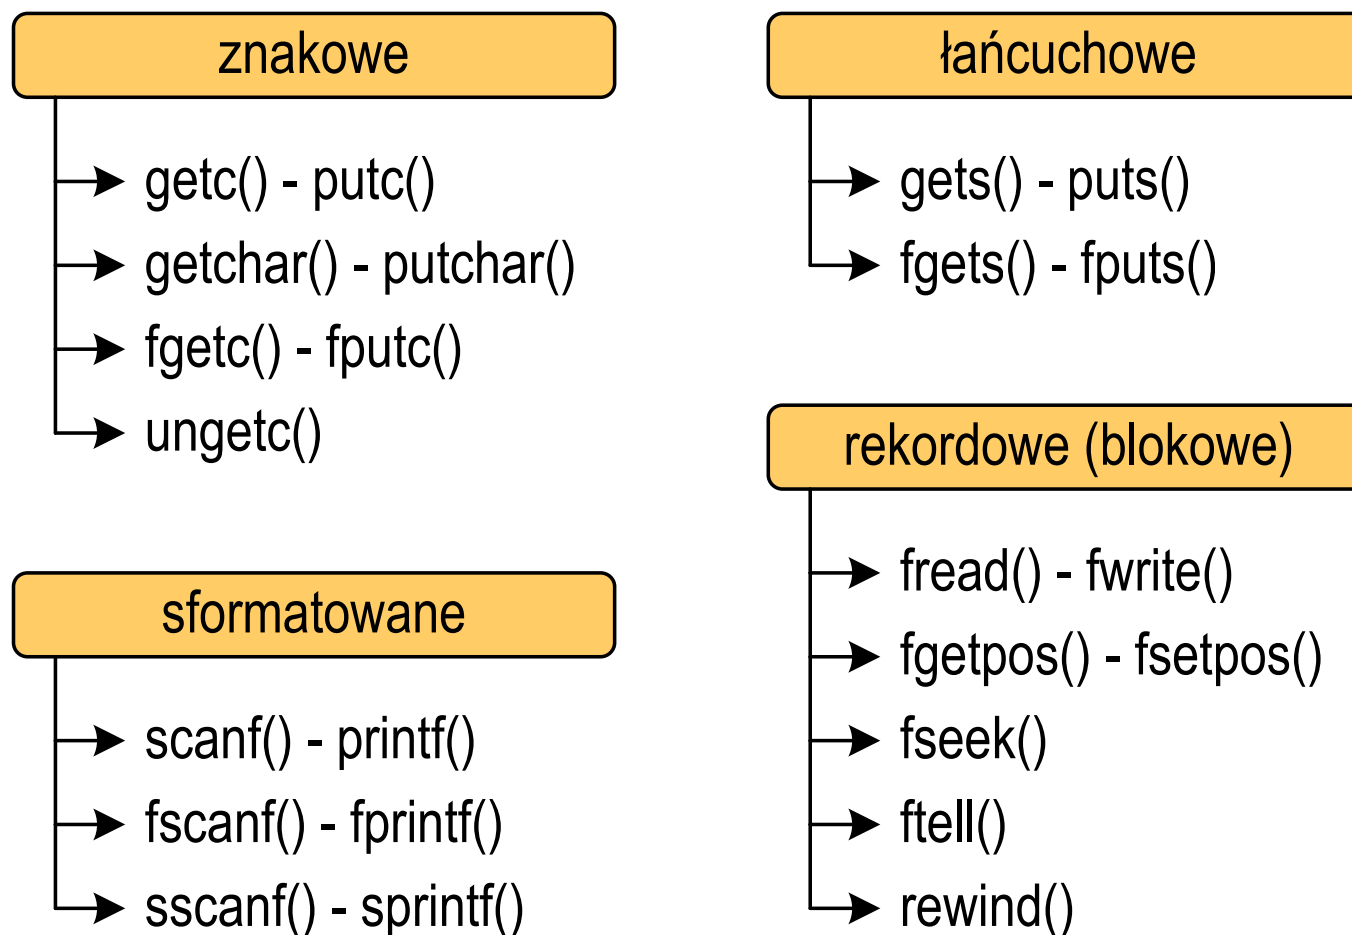 znakowe
getc() - putc()
getchar() - putchar()
fgetc() - fputc()
ungetc()
sformatowane
scanf() - printf()
fscanf() - fprintf()
sscanf() - sprintf()
łańcuchowe
gets() - puts()
fgets() - fputs()
rekordowe (blokowe)
fread() - fwrite()
fgetpos() - fsetpos()
fseek()
ftell()
rewind()